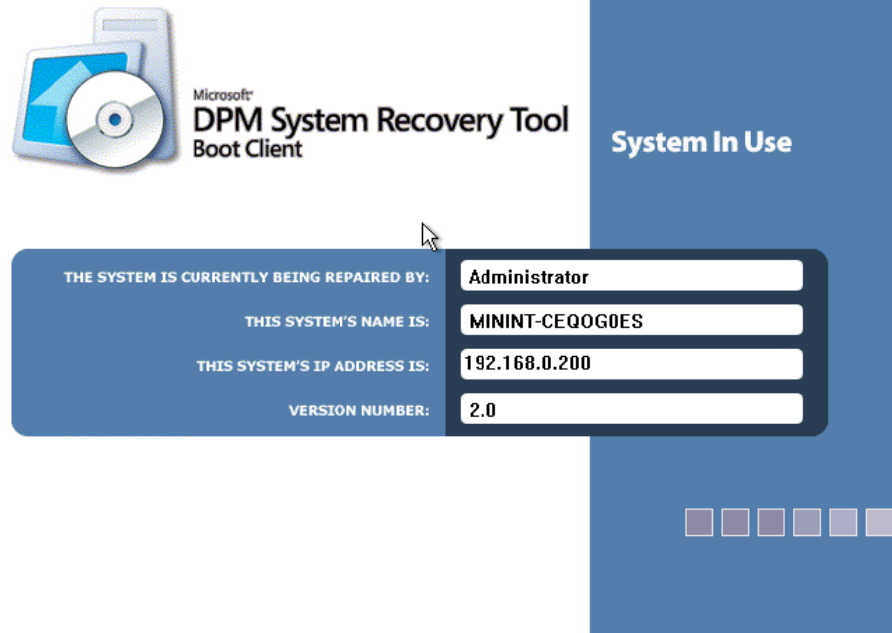 Microsoft®
DPM System Recovery Tool
Boot Client
System In Use
THE SYSTEM IS CURRENTLY BEING REPAIRED BY: Administrator
THIS SYSTEM'S NAME IS: MININT-CEQOG0ES
THIS SYSTEM'S IP ADDRESS IS: 192.168.0.200
VERSION NUMBER: 2.0